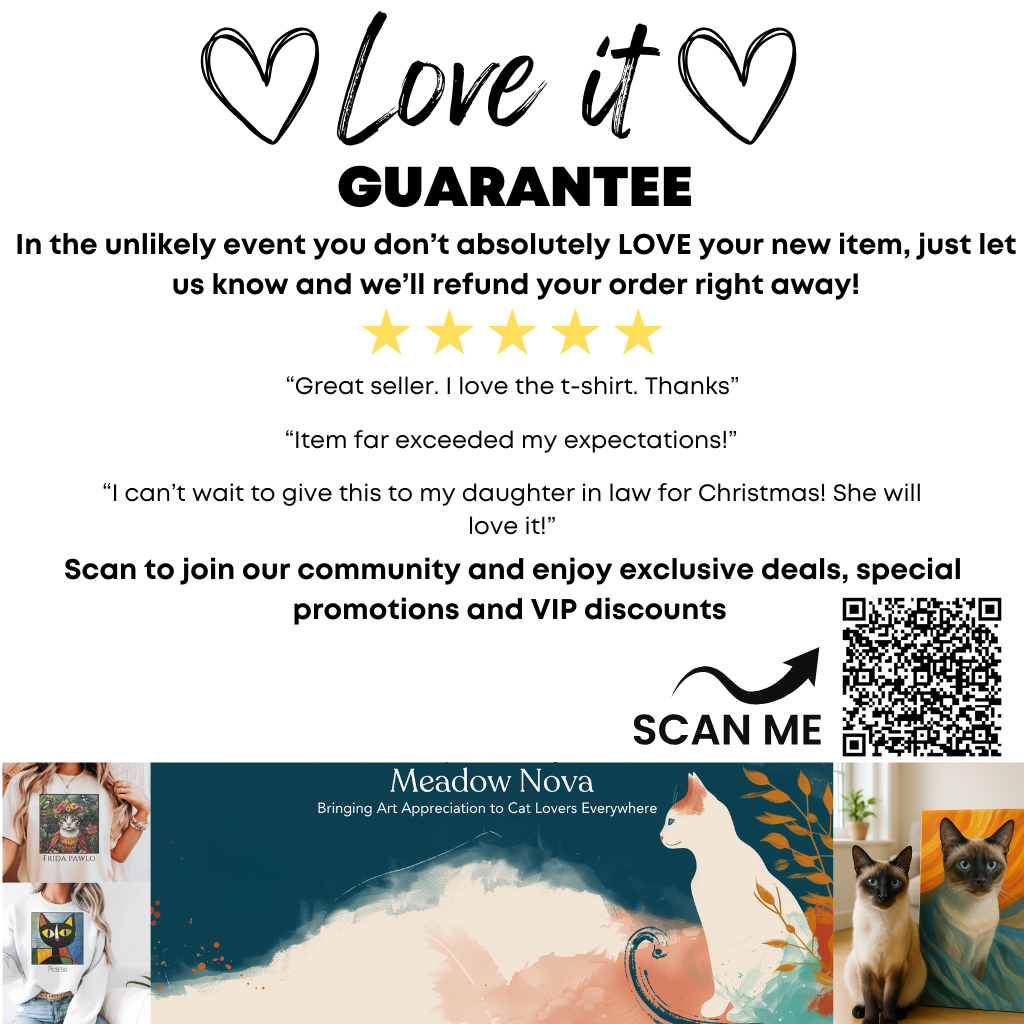 Love it
GUARANTEE
In the unlikely event you don’t absolutely LOVE your new item, just let
us know and we’ll refund your order right away!
“Great seller. I love the t-shirt. Thanks”
“Item far exceeded my expectations!”
“I can’t wait to give this to my daughter in law for Christmas! She will
love it!”
Scan to join our community and enjoy exclusive deals, special
promotions and VIP discounts
SCAN ME
Meadow Nova
Bringing Art Appreciation to Cat Lovers Everywhere
FRIDA PAWLO
Picatso